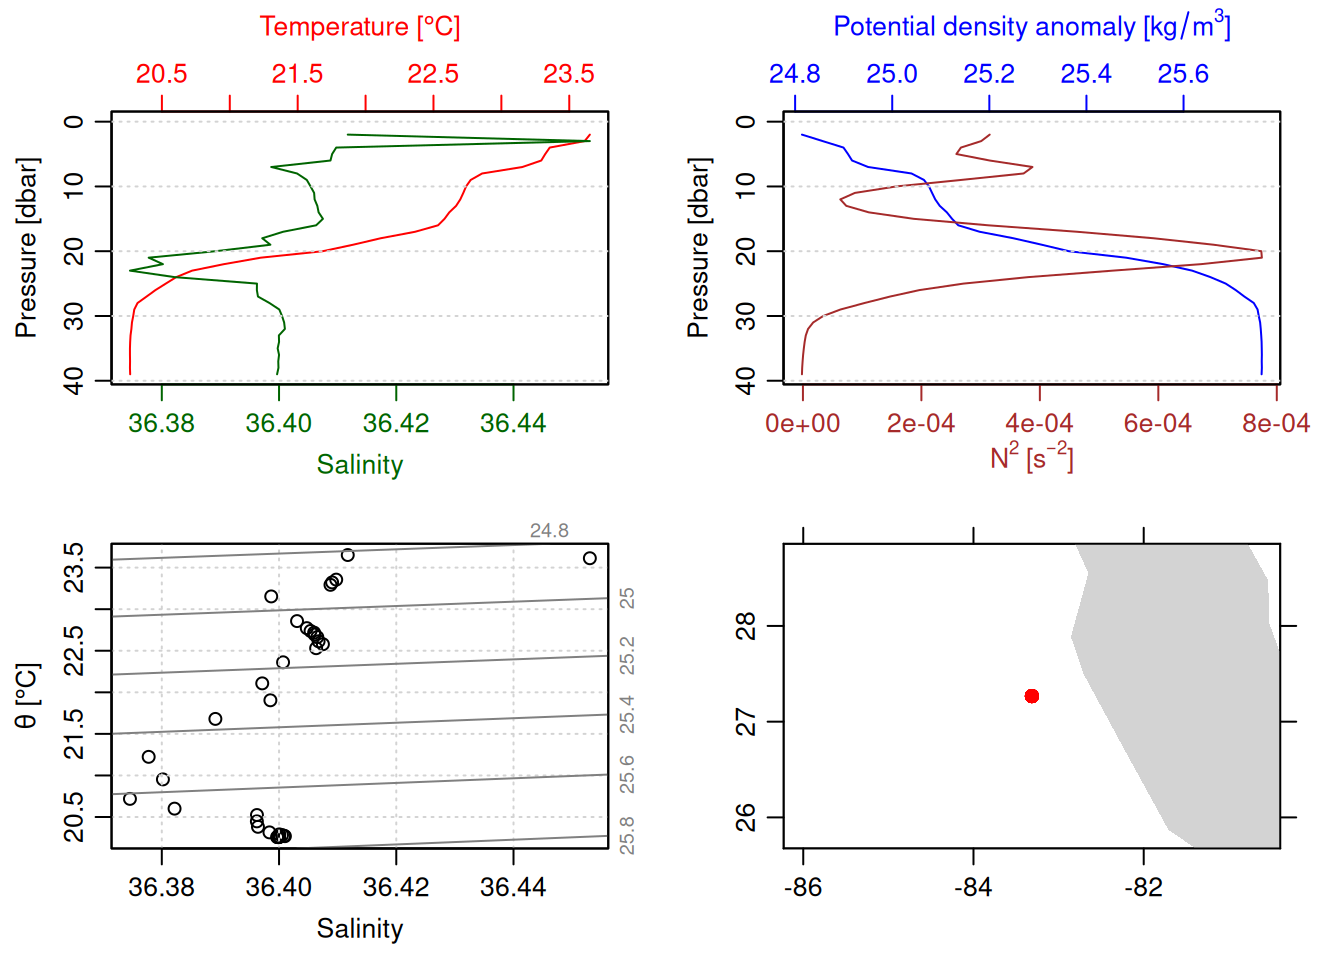 Temperature [°C]
20.5 21.5 22.5 23.5
Pressure [dbar]
0 10 20 30 40
36.38 36.40 36.42 36.44
Salinity
Potential density anomaly [kg/m³]
24.8 25.0 25.2 25.4 25.6
Pressure [dbar]
0 10 20 30 40
0e+00 2e-04 4e-04 6e-04 8e-04
N² [s⁻²]
θ [°C]
23.5 22.5 21.5 20.5
24.8
25
25.2
25.4
25.6
25.8
36.38 36.40 36.42 36.44
Salinity
28
27
26
-86 -84 -82